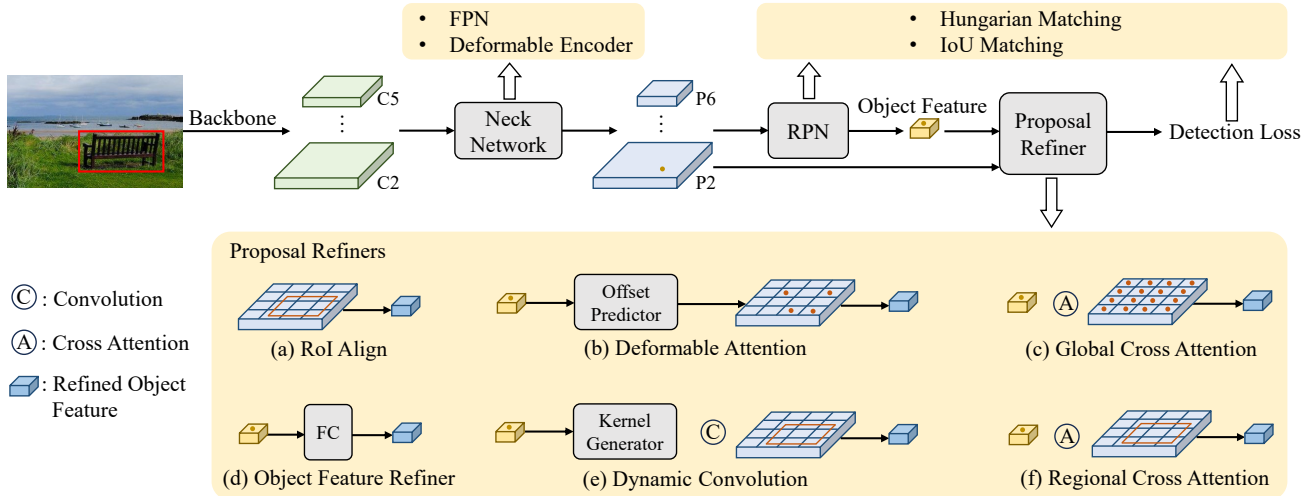 • FPN
• Deformable Encoder
• Hungarian Matching
• IoU Matching
Backbone
C5
⋮
C2
Neck
Network
P6
⋮
P2
RPN
Object Feature
Proposal
Refiner
Detection Loss
Proposal Refiners
C : Convolution
A : Cross Attention
: Refined Object
Feature
(a) RoI Align
Offset
Predictor
(b) Deformable Attention
A
(c) Global Cross Attention
FC
(d) Object Feature Refiner
Kernel
Generator
C
(e) Dynamic Convolution
A
(f) Regional Cross Attention